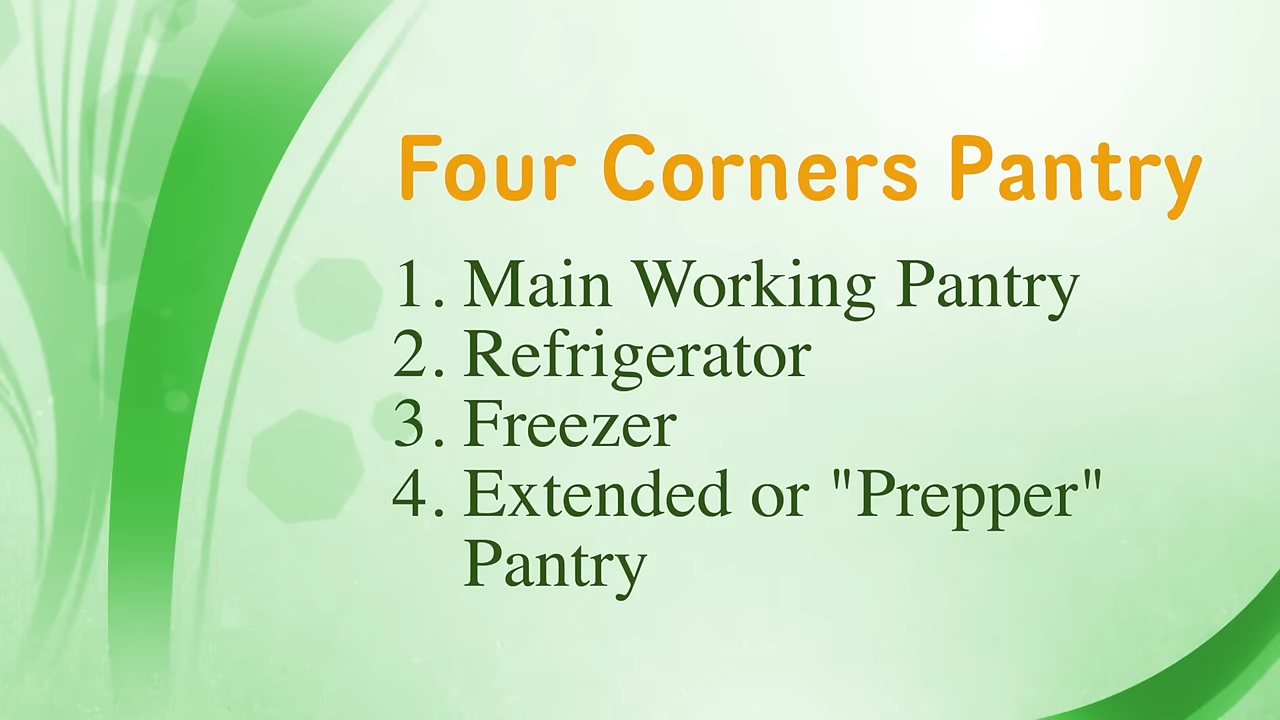 Four Corners Pantry
1. Main Working Pantry
2. Refrigerator
3. Freezer
4. Extended or "Prepper"
Pantry